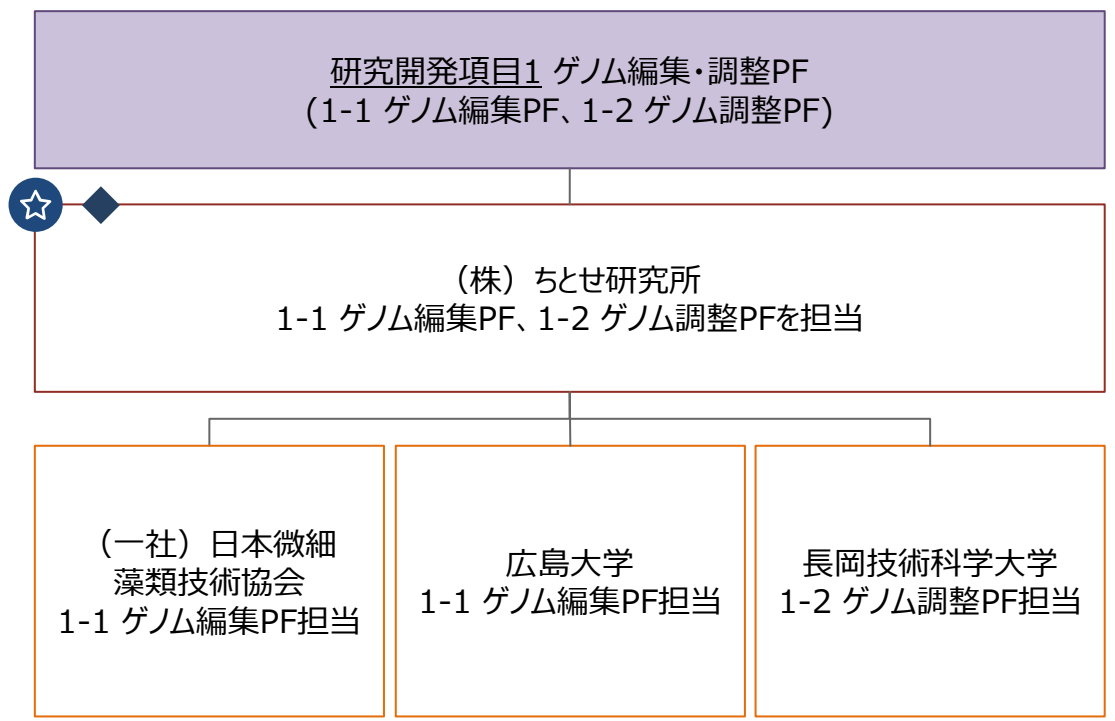 研究開発項目1 ゲノム編集・調整PF
(1-1 ゲノム編集PF、1-2 ゲノム調整PF)
（株）ちとせ研究所
1-1 ゲノム編集PF、1-2 ゲノム調整PFを担当
（一社）日本微細
藻類技術協会
1-1 ゲノム編集PF担当
広島大学
1-1 ゲノム編集PF担当
長岡技術科学大学
1-2 ゲノム調整PF担当